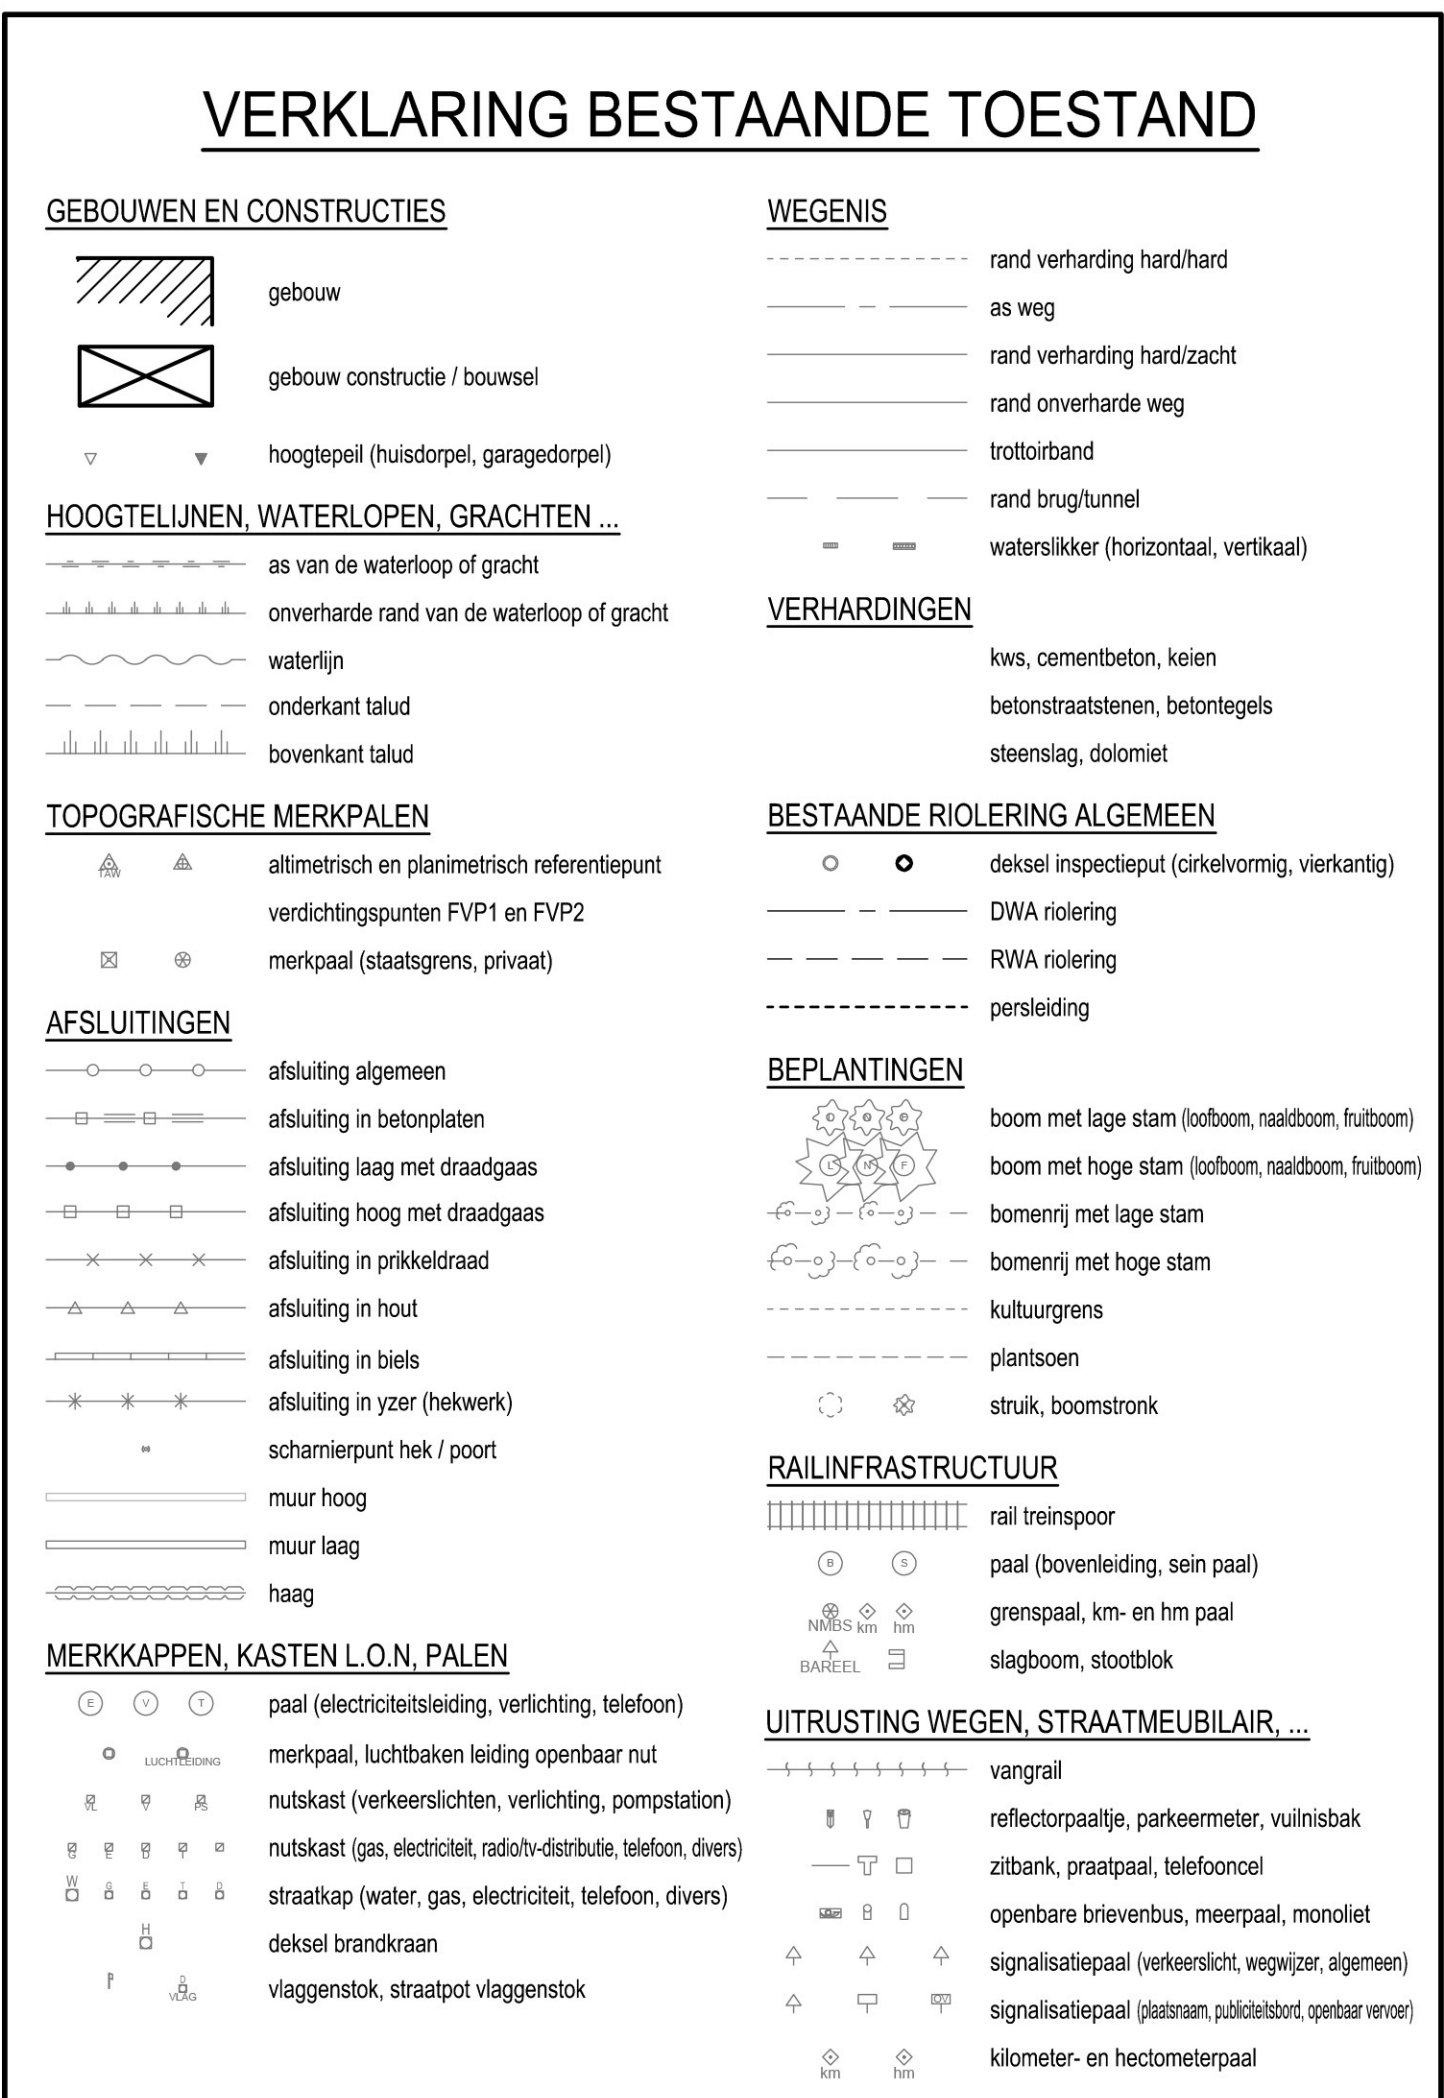 VERKLARING BESTAANDE TOESTAND
GEBOUWEN EN CONSTRUCTIES
gebouw
gebouw constructie / bouwsel
hoogtepeil (huisdorpel, garagedorpel)
HOOGTELIJNEN, WATERLOPEN, GRACHTEN ...
as van de waterloop of gracht
onverharde rand van de waterloop of gracht
waterlijn
onderkant talud
bovenkant talud
TOPOGRAFISCHE MERKPALEN
TAW
altimetrisch en planimetrisch referentiepunt
verdichtingspunten FVP1 en FVP2
merkpaal (staatsgrens, privaat)
AFSLUITINGEN
afsluiting algemeen
afsluiting in betonplaten
afsluiting laag met draadgaas
afsluiting hoog met draadgaas
afsluiting in prikkeldraad
afsluiting in hout
afsluiting in biels
afsluiting in yzer (hekwerk)
scharnierpunt hek / poort
muur hoog
muur laag
haag
MERKKAPPEN, KASTEN L.O.N, PALEN
E V T paal (electriciteitsleiding, verlichting, telefoon)
LUCHTLEIDING merkpaal, luchtbaken leiding openbaar nut
VL V PS nutskast (verkeerslichten, verlichting, pompstation)
G E D T nutskast (gas, electriciteit, radio/tv-distributie, telefoon, divers)
W G E T D straatkap (water, gas, electriciteit, telefoon, divers)
H deksel brandkraan
D
VLAG
vlaggenstok, straatpot vlaggenstok
WEGENIS
rand verharding hard/hard
as weg
rand verharding hard/zacht
rand onverharde weg
trottoirband
rand brug/tunnel
waterslikker (horizontaal, vertikaal)
VERHARDINGEN
kws, cementbeton, keien
betonstraatstenen, betontegels
steenslag, dolomiet
BESTAANDE RIOLERING ALGEMEEN
deksel inspectieput (cirkelvormig, vierkantig)
DWA riolering
RWA riolering
persleiding
BEPLANTINGEN
boom met lage stam (loofboom, naaldboom, fruitboom)
L N F boom met hoge stam (loofboom, naaldboom, fruitboom)
bomenrij met lage stam
bomenrij met hoge stam
kultuurgrens
plantsoen
struik, boomstronk
RAILINFRASTRUCTUUR
rail treinspoor
B S paal (bovenleiding, sein paal)
NMBS km hm grenspaal, km- en hm paal
BAREEL slagboom, stootblok
UITRUSTING WEGEN, STRAATMEUBILAIR, ...
vangrail
reflectorpaaltje, parkeermeter, vuilnisbak
zitbank, praatpaal, telefooncel
openbare brievenbus, meerpaal, monoliet
signalisatiepaal (verkeerslicht, wegwijzer, algemeen)
OV signalisatiepaal (plaatsnaam, publiciteitsbord, openbaar vervoer)
km hm kilometer- en hectometerpaal